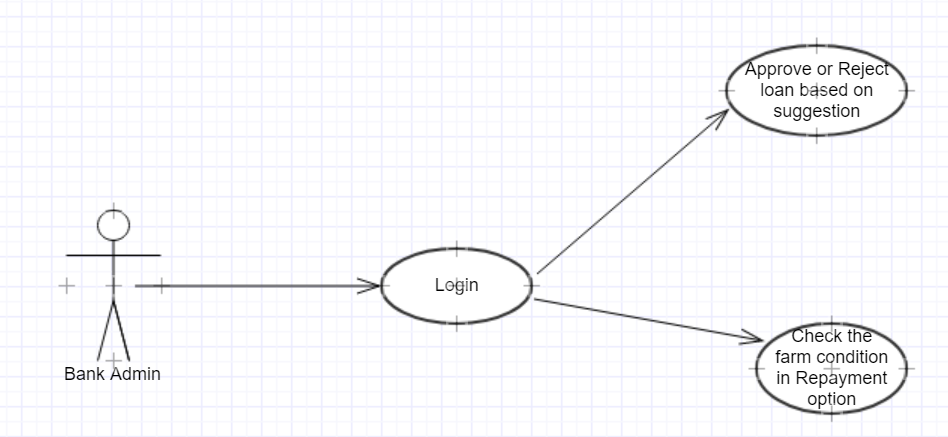 Approve or Reject
loan based on
suggestion
Login
Check the
farm condition
in Repayment
option
Bank Admin